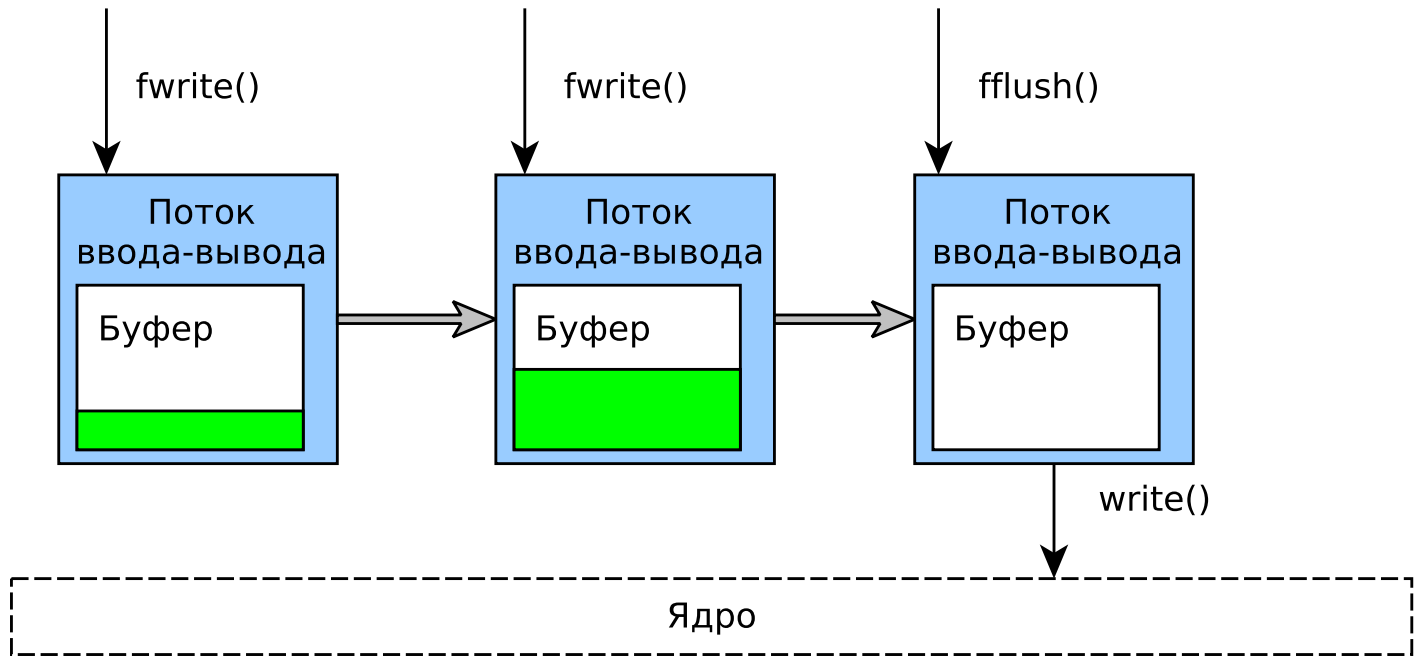 fwrite()
fwrite()
fflush()
Поток
ввода-вывода
Буфер
Поток
ввода-вывода
Буфер
Поток
ввода-вывода
Буфер
write()
Ядро